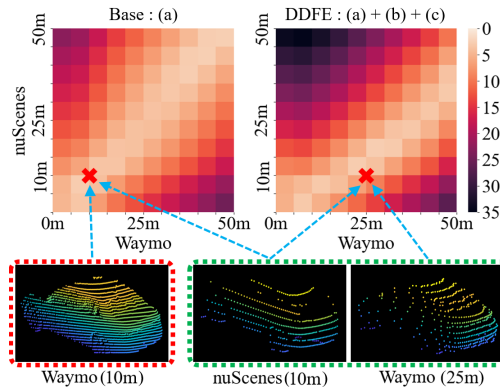 Base : (a)
DDFE : (a) + (b) + (c)
50m
25m
10m
nuScenes
0m
25m
50m
Waymo
50m
25m
10m
0m
25m
50m
Waymo
0
5
10
15
20
25
30
35
Waymo (10m)
nuScenes (10m)
Waymo (25m)